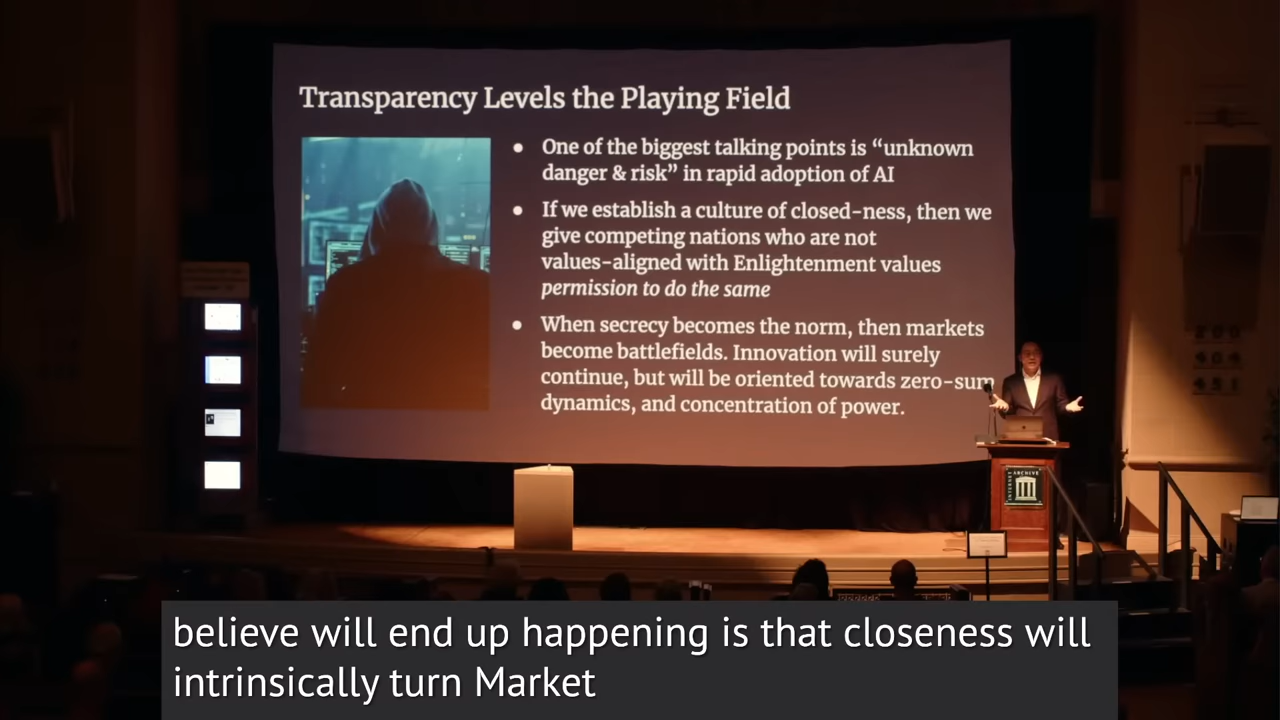 Transparency Levels the Playing Field
● One of the biggest talking points is “unknown
danger & risk” in rapid adoption of AI
● If we establish a culture of closed-ness, then we
give competing nations who are not
values-aligned with Enlightenment values
permission to do the same
● When secrecy becomes the norm, then markets
become battlefields. Innovation will surely
continue, but will be oriented towards zero-sum
dynamics, and concentration of power.
INTERNET ARCHIVE
believe will end up happening is that closeness will
intrinsically turn Market